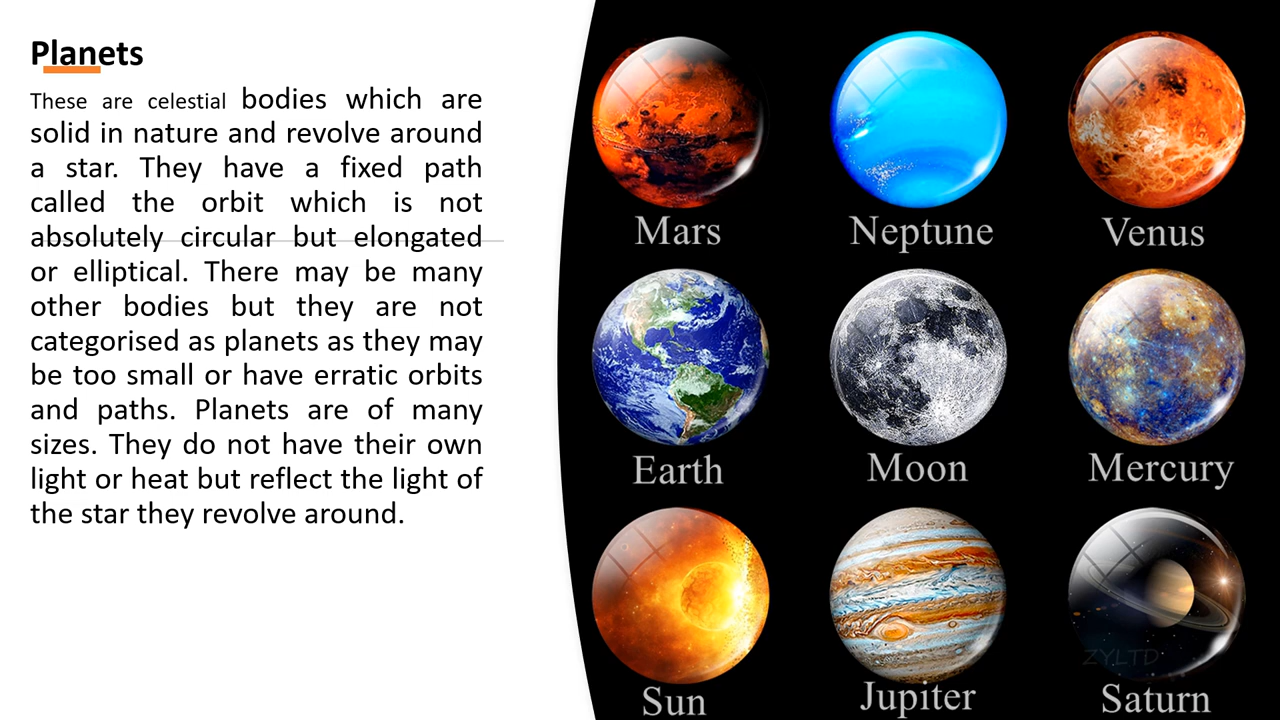 Planets
These are celestial bodies which are
solid in nature and revolve around
a star. They have a fixed path
called the orbit which is not
absolutely circular but elongated
or elliptical. There may be many
other bodies but they are not
categorised as planets as they may
be too small or have erratic orbits
and paths. Planets are of many
sizes. They do not have their own
light or heat but reflect the light of
the star they revolve around.
Mars
Neptune
Venus
Earth
Moon
Mercury
ZYLTD
Sun
Jupiter
Saturn